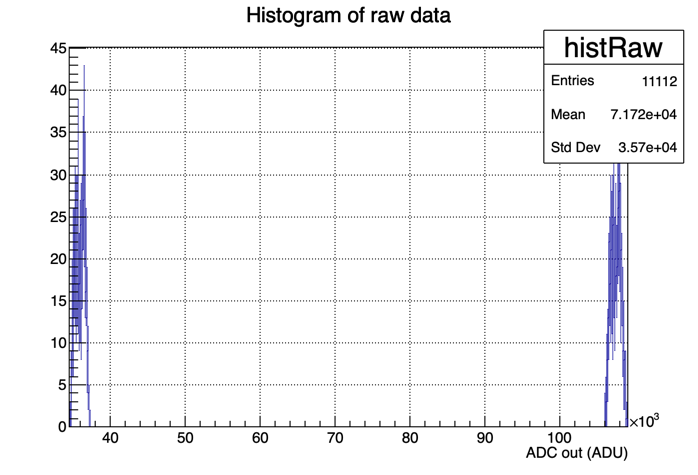 Histogram of raw data
histRaw
Entries 11112
Mean 7.172e+04
Std Dev 3.57e+04
45
40
35
30
25
20
15
10
5
0
40 50 60 70 80 90 100
×10³
ADC out (ADU)